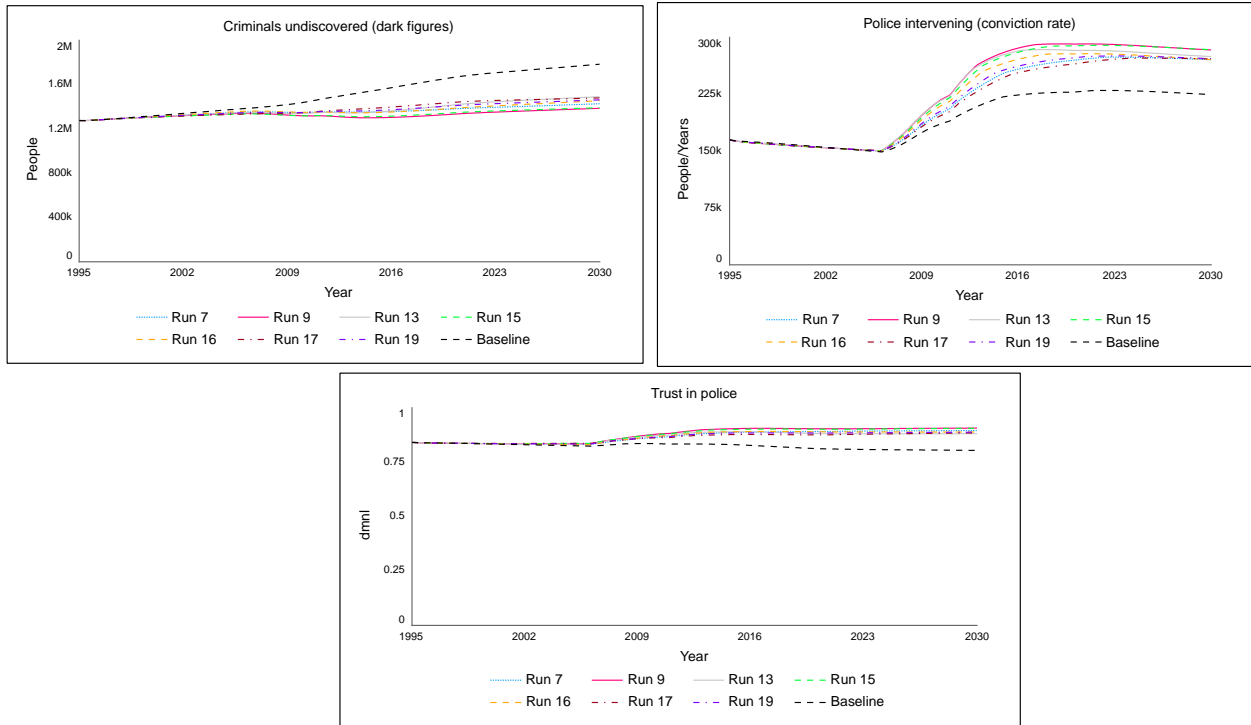 Criminals undiscovered (dark figures)
2M
1.6M
1.2M
800k
400k
0
People
1995 2002 2009 2016 2023 2030
Year
Run 7 Run 9 Run 13 Run 15
Run 16 Run 17 Run 19 Baseline
Police intervening (conviction rate)
300k
225k
150k
75k
0
People/Years
1995 2002 2009 2016 2023 2030
Year
Run 7 Run 9 Run 13 Run 15
Run 16 Run 17 Run 19 Baseline
Trust in police
1
0.75
0.5
0.25
0
dmnl
1995 2002 2009 2016 2023 2030
Year
Run 7 Run 9 Run 13 Run 15
Run 16 Run 17 Run 19 Baseline